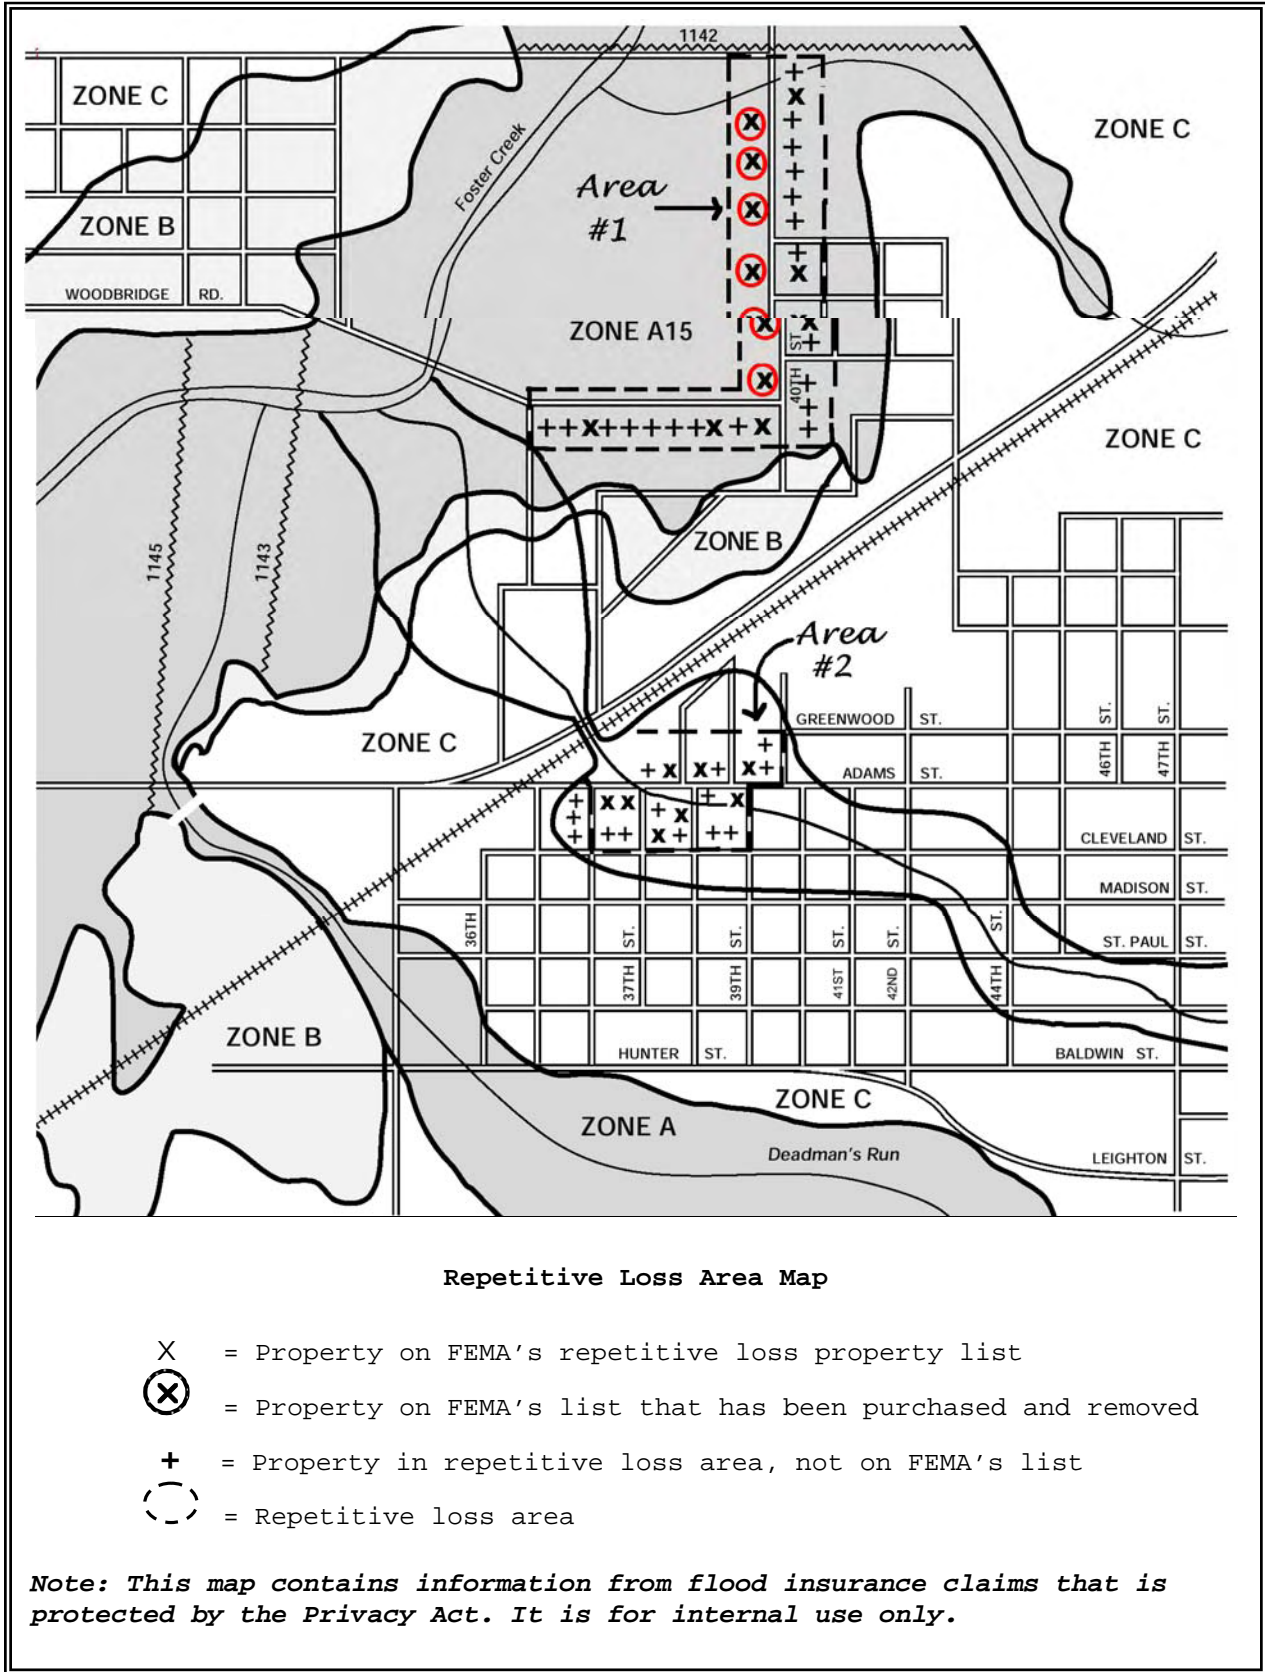 1142
ZONE C
ZONE C
Foster Creek
Area
#1
ZONE B
WOODBRIDGE RD.
ZONE A15
40TH ST
ZONE C
1145
1143
ZONE B
Area
#2
GREENWOOD ST.
46TH ST.
47TH ST.
ZONE C
ADAMS ST.
CLEVELAND ST.
MADISON ST.
36TH
37TH ST.
39TH ST.
41ST ST.
42ND ST.
44TH ST.
ST. PAUL ST.
ZONE B
HUNTER ST.
BALDWIN ST.
ZONE C
ZONE A
Deadman's Run
LEIGHTON ST.
Repetitive Loss Area Map
X = Property on FEMA's repetitive loss property list
X = Property on FEMA's list that has been purchased and removed
+ = Property in repetitive loss area, not on FEMA's list
= Repetitive loss area
Note: This map contains information from flood insurance claims that is
protected by the Privacy Act. It is for internal use only.